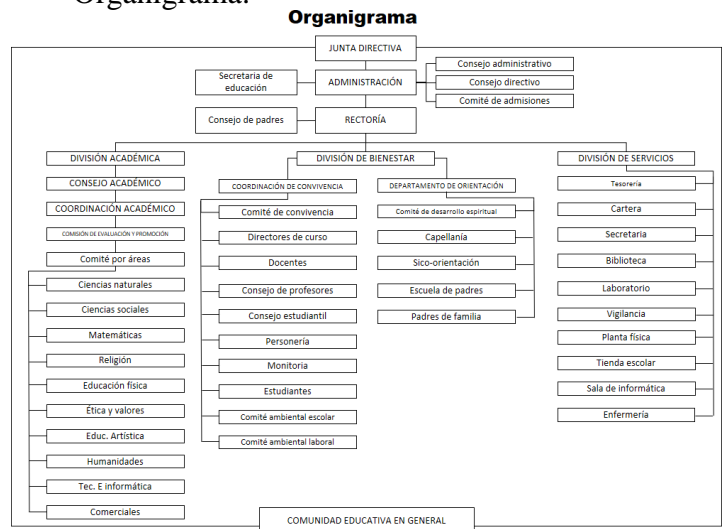 Organigrama.
Organigrama
JUNTA DIRECTIVA
Secretaria de
educación
ADMINISTRACIÓN
Consejo administrativo
Consejo directivo
Comité de admisiones
Consejo de padres
RECTORÍA
DIVISIÓN ACADÉMICA
CONSEJO ACADÉMICO
COORDINACIÓN ACADÉMICO
COMISIÓN DE EVALUACIÓN Y PROMOCIÓN
Comité por áreas
Ciencias naturales
Ciencias sociales
Matemáticas
Religión
Educación física
Ética y valores
Educ. Artística
Humanidades
Tec. E informática
Comerciales
DIVISIÓN DE BIENESTAR
COORDINACIÓN DE CONVIVENCIA
Comité de convivencia
Directores de curso
Docentes
Consejo de profesores
Consejo estudiantil
Personería
Monitoria
Estudiantes
Comité ambiental escolar
Comité ambiental laboral
DEPARTAMENTO DE ORIENTACIÓN
Comité de desarrollo espiritual
Capellanía
Sico-orientación
Escuela de padres
Padres de familia
DIVISIÓN DE SERVICIOS
Tesorería
Cartera
Secretaria
Biblioteca
Laboratorio
Vigilancia
Planta física
Tienda escolar
Sala de informática
Enfermería
COMUNIDAD EDUCATIVA EN GENERAL